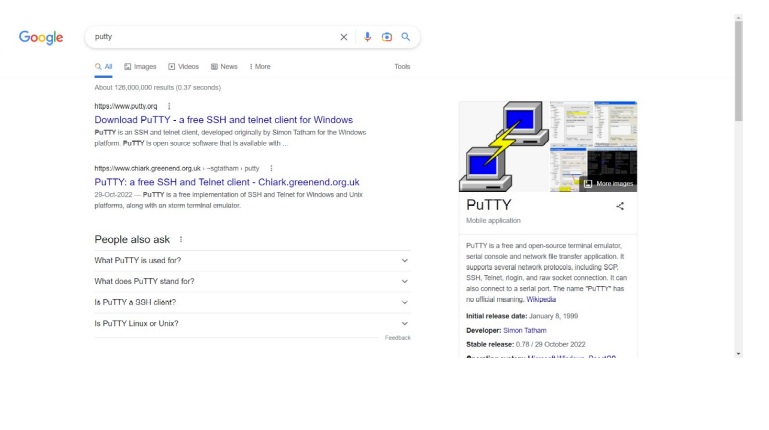 Google
putty
All
Images
Videos
News
More
Tools
About 126,000,000 results (0.37 seconds)
https://www.putty.org
Download PuTTY - a free SSH and telnet client for Windows
PuTTY is an SSH and telnet client, developed originally by Simon Tatham for the Windows
platform. PuTTY is open source software that is available with ...
https://www.chiark.greenend.org.uk › ~sgtatham › putty
PuTTY: a free SSH and Telnet client - Chiark.greenend.org.uk
29-Oct-2022 — PuTTY is a free implementation of SSH and Telnet for Windows and Unix
platforms, along with an xterm terminal emulator.
People also ask
What PuTTY is used for?
What does PuTTY stand for?
Is PuTTY a SSH client?
Is PuTTY Linux or Unix?
Feedback
More images
PuTTY
Mobile application
PuTTY is a free and open-source terminal emulator,
serial console and network file transfer application. It
supports several network protocols, including SCP,
SSH, Telnet, rlogin, and raw socket connection. It can
also connect to a serial port. The name "PuTTY" has
no official meaning. Wikipedia
Initial release date: January 8, 1999
Developer: Simon Tatham
Stable release: 0.78 / 29 October 2022
Operating system: Microsoft Windows, ReactOS